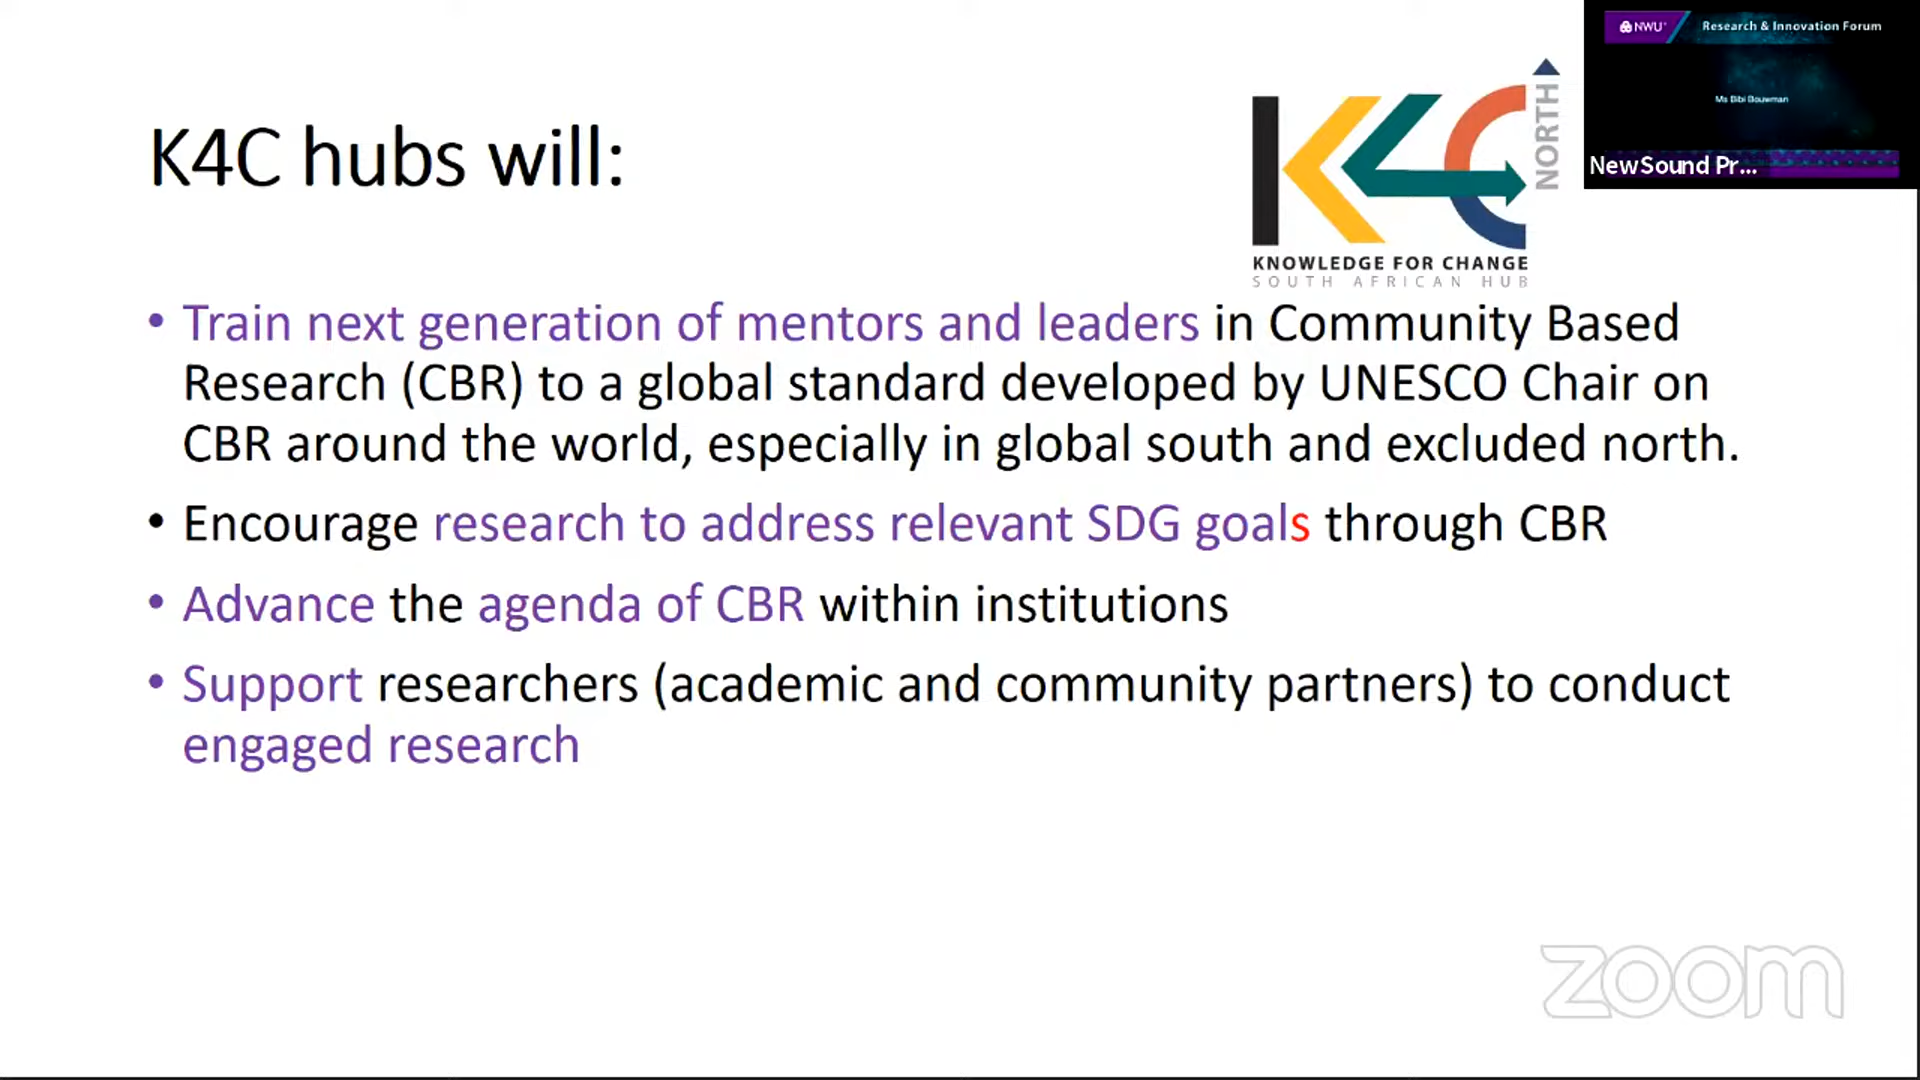 NWU
Research & Innovation Forum
Ms Bibi Bouwman
NewSound Pr...
K4C hubs will:
K4C
NORTH
KNOWLEDGE FOR CHANGE
SOUTH AFRICAN HUB
• Train next generation of mentors and leaders in Community Based
Research (CBR) to a global standard developed by UNESCO Chair on
CBR around the world, especially in global south and excluded north.
• Encourage research to address relevant SDG goals through CBR
• Advance the agenda of CBR within institutions
• Support researchers (academic and community partners) to conduct
engaged research
zoom